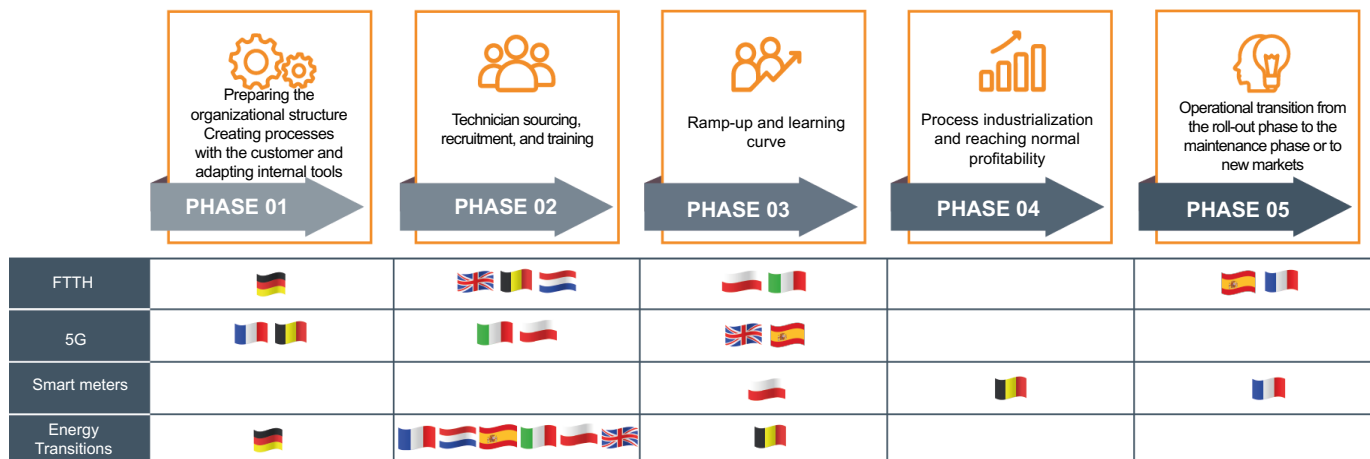 Preparing the
organizational structure
Creating processes
with the customer and
adapting internal tools
PHASE 01
Technician sourcing,
recruitment, and training
PHASE 02
Ramp-up and learning
curve
PHASE 03
Process industrialization
and reaching normal
profitability
PHASE 04
Operational transition from
the roll-out phase to the
maintenance phase or to
new markets
PHASE 05
FTTH
5G
Smart meters
Energy
Transitions